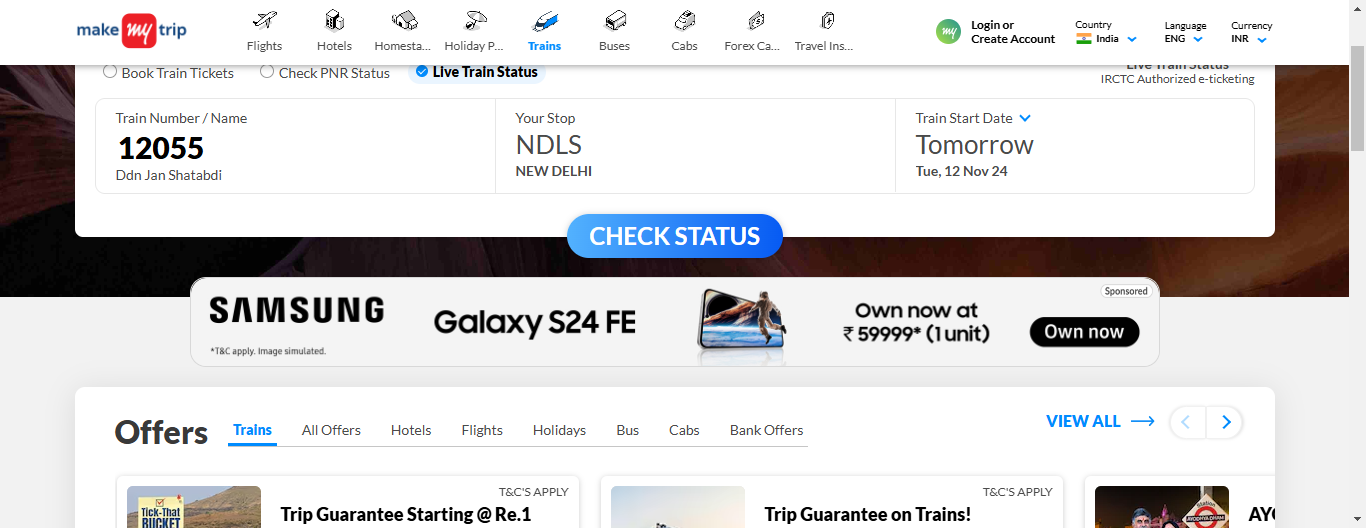 make my trip
Flights
Hotels
Homesta...
Holiday P...
Trains
Buses
Cabs
Forex Ca...
Travel Ins...
my
Login or
Create Account
Country
India
Language
ENG
Currency
INR
Book Train Tickets
Check PNR Status
Live Train Status
Live Train Status
IRCTC Authorized e-ticketing
Train Number / Name
12055
Ddn Jan Shatabdi
Your Stop
NDLS
NEW DELHI
Train Start Date
Tomorrow
Tue, 12 Nov 24
CHECK STATUS
SAMSUNG
*T&C apply. Image simulated.
Galaxy S24 FE
Own now at
₹ 59999* (1 unit)
Sponsored
Own now
Offers
Trains
All Offers
Hotels
Flights
Holidays
Bus
Cabs
Bank Offers
VIEW ALL
Tick-That
BUCKET
T&C'S APPLY
Trip Guarantee Starting @ Re.1
T&C'S APPLY
Trip Guarantee on Trains!
Station
AYODHYA DHAM